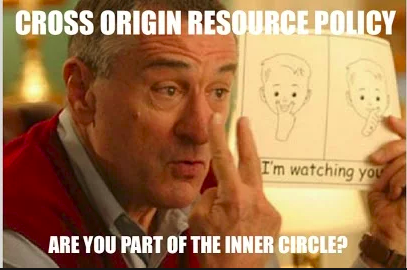 CROSS ORIGIN RESOURCE POLICY
I'm watching you
ARE YOU PART OF THE INNER CIRCLE?